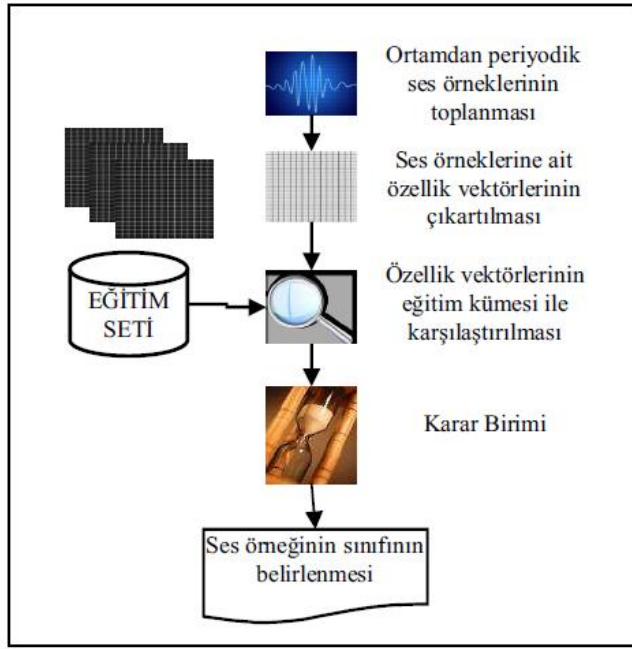 Ortamdan periyodik
ses örneklerinin
toplanması
Ses örneklerine ait
özellik vektörlerinin
çıkartılması
EĞİTİM
SETİ
Özellik vektörlerinin
eğitim kümesi ile
karşılaştırılması
Karar Birimi
Ses örneğinin sınıfının
belirlenmesi